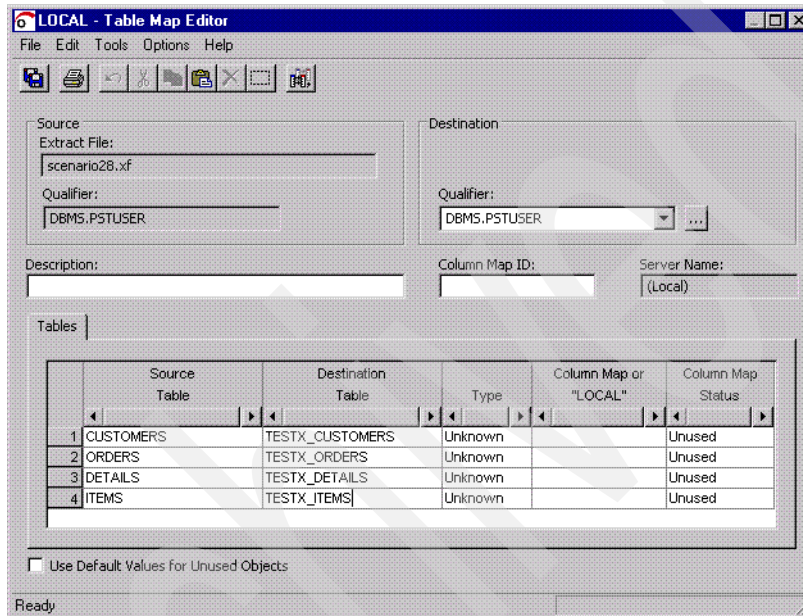 LOCAL - Table Map Editor
File Edit Tools Options Help
Source
Extract File:
scenario28.xf
Qualifier:
DBMS.PSTUSER
Destination
Qualifier:
DBMS.PSTUSER
...
Description:
Column Map ID:
Server Name:
(Local)
Tables
Source Table Destination Table Type Column Map or "LOCAL" Column Map Status
1 CUSTOMERS TESTX_CUSTOMERS Unknown Unused
2 ORDERS TESTX_ORDERS Unknown Unused
3 DETAILS TESTX_DETAILS Unknown Unused
4 ITEMS TESTX_ITEMS Unknown Unused
Use Default Values for Unused Objects
Ready